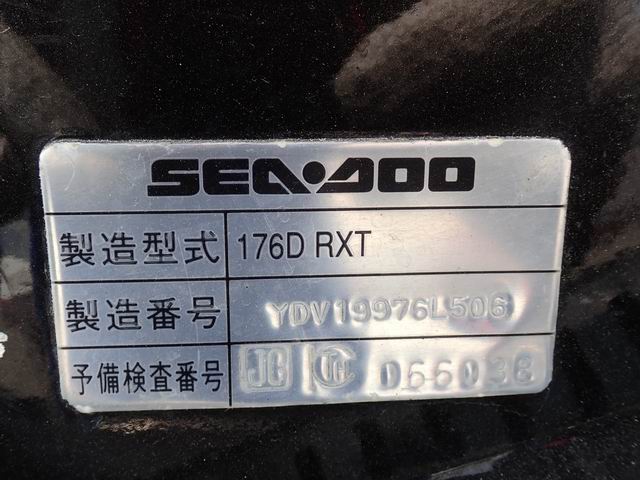 SEA·DOO
製造型式 176D RXT
製造番号 YDV19976L506
予備検査番号 JC 066038